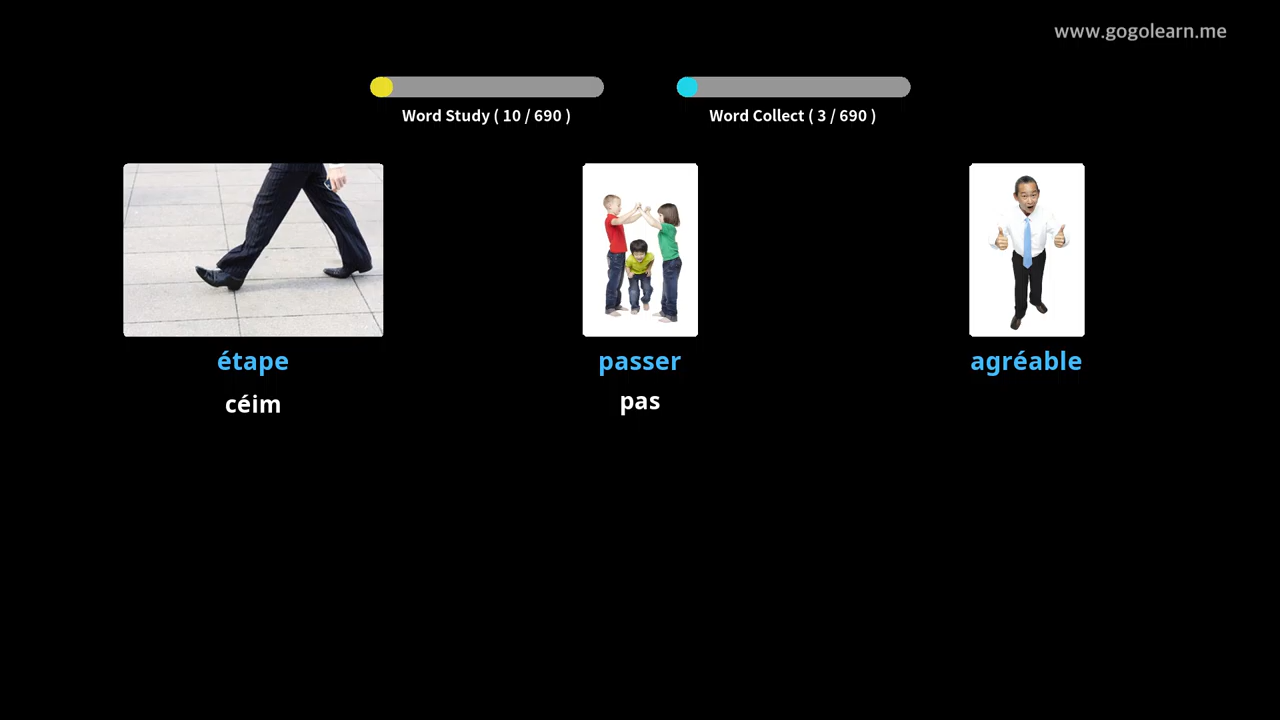 www.gogolearn.me
Word Study ( 10 / 690 )
Word Collect ( 3 / 690 )
étape
passer
agréable
céim
pas